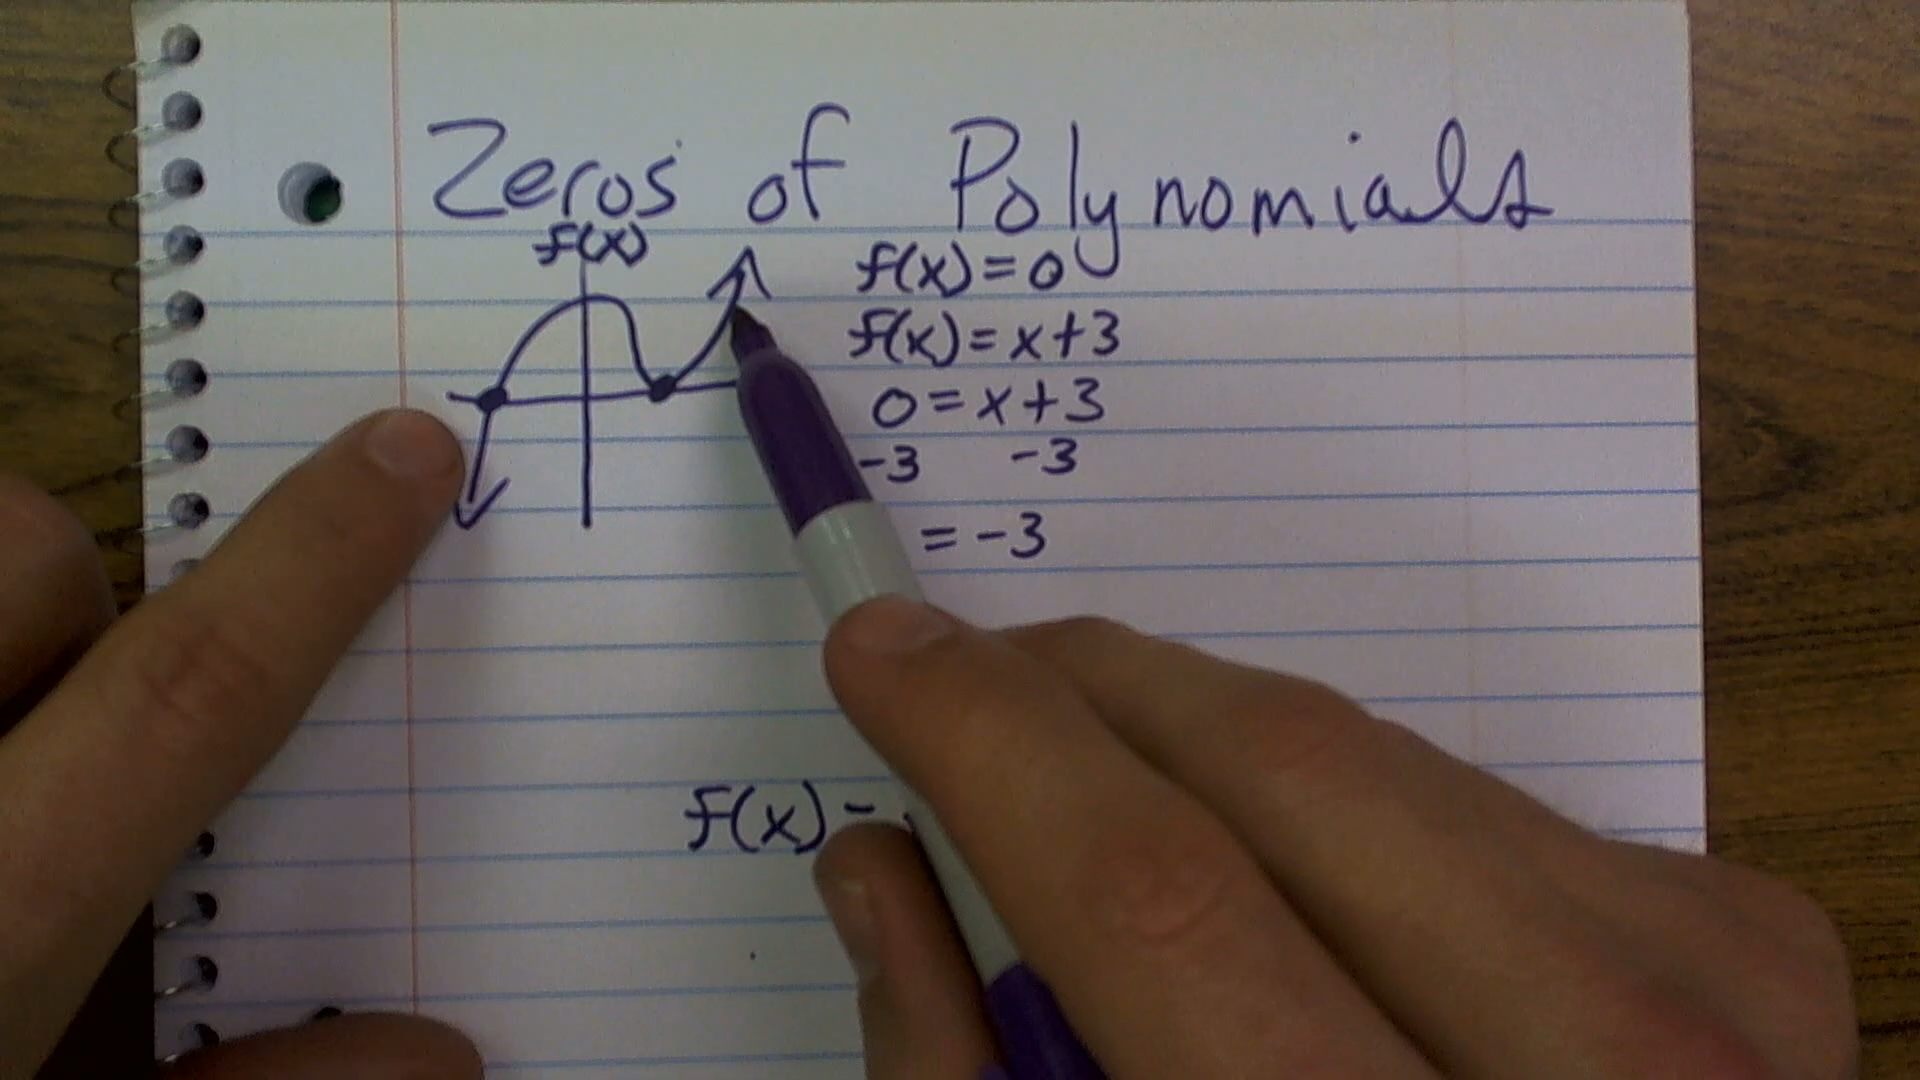 Zeros of Polynomials
f(x)
f(x) = 0
f(x) = x + 3
0 = x + 3
-3 -3
= -3
f(x) -